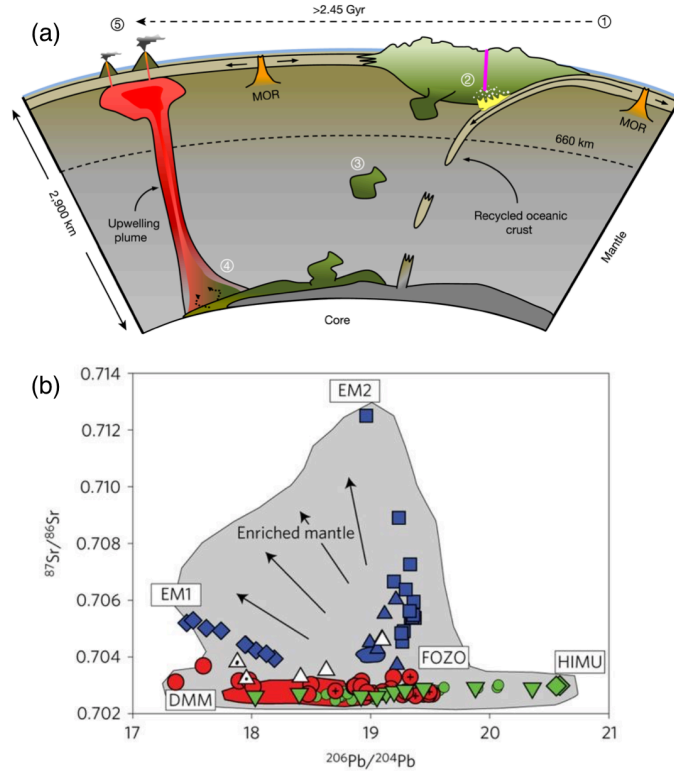 (a)
>2.45 Gyr
⑤
①
MOR
②
MOR
660 km
③
2,900 km
Upwelling
plume
Recycled oceanic
crust
Mantle
④
Core
(b)
0.714
0.712
0.710
0.708
0.706
0.704
0.702
⁸⁷Sr/⁸⁶Sr
EM2
Enriched mantle
EM1
FOZO
HIMU
DMM
17
18
19
20
21
²⁰⁶Pb/²⁰⁴Pb